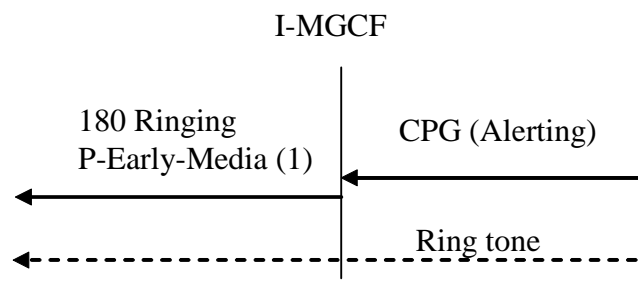 I-MGCF
180 Ringing
P-Early-Media (1)
CPG (Alerting)
Ring tone